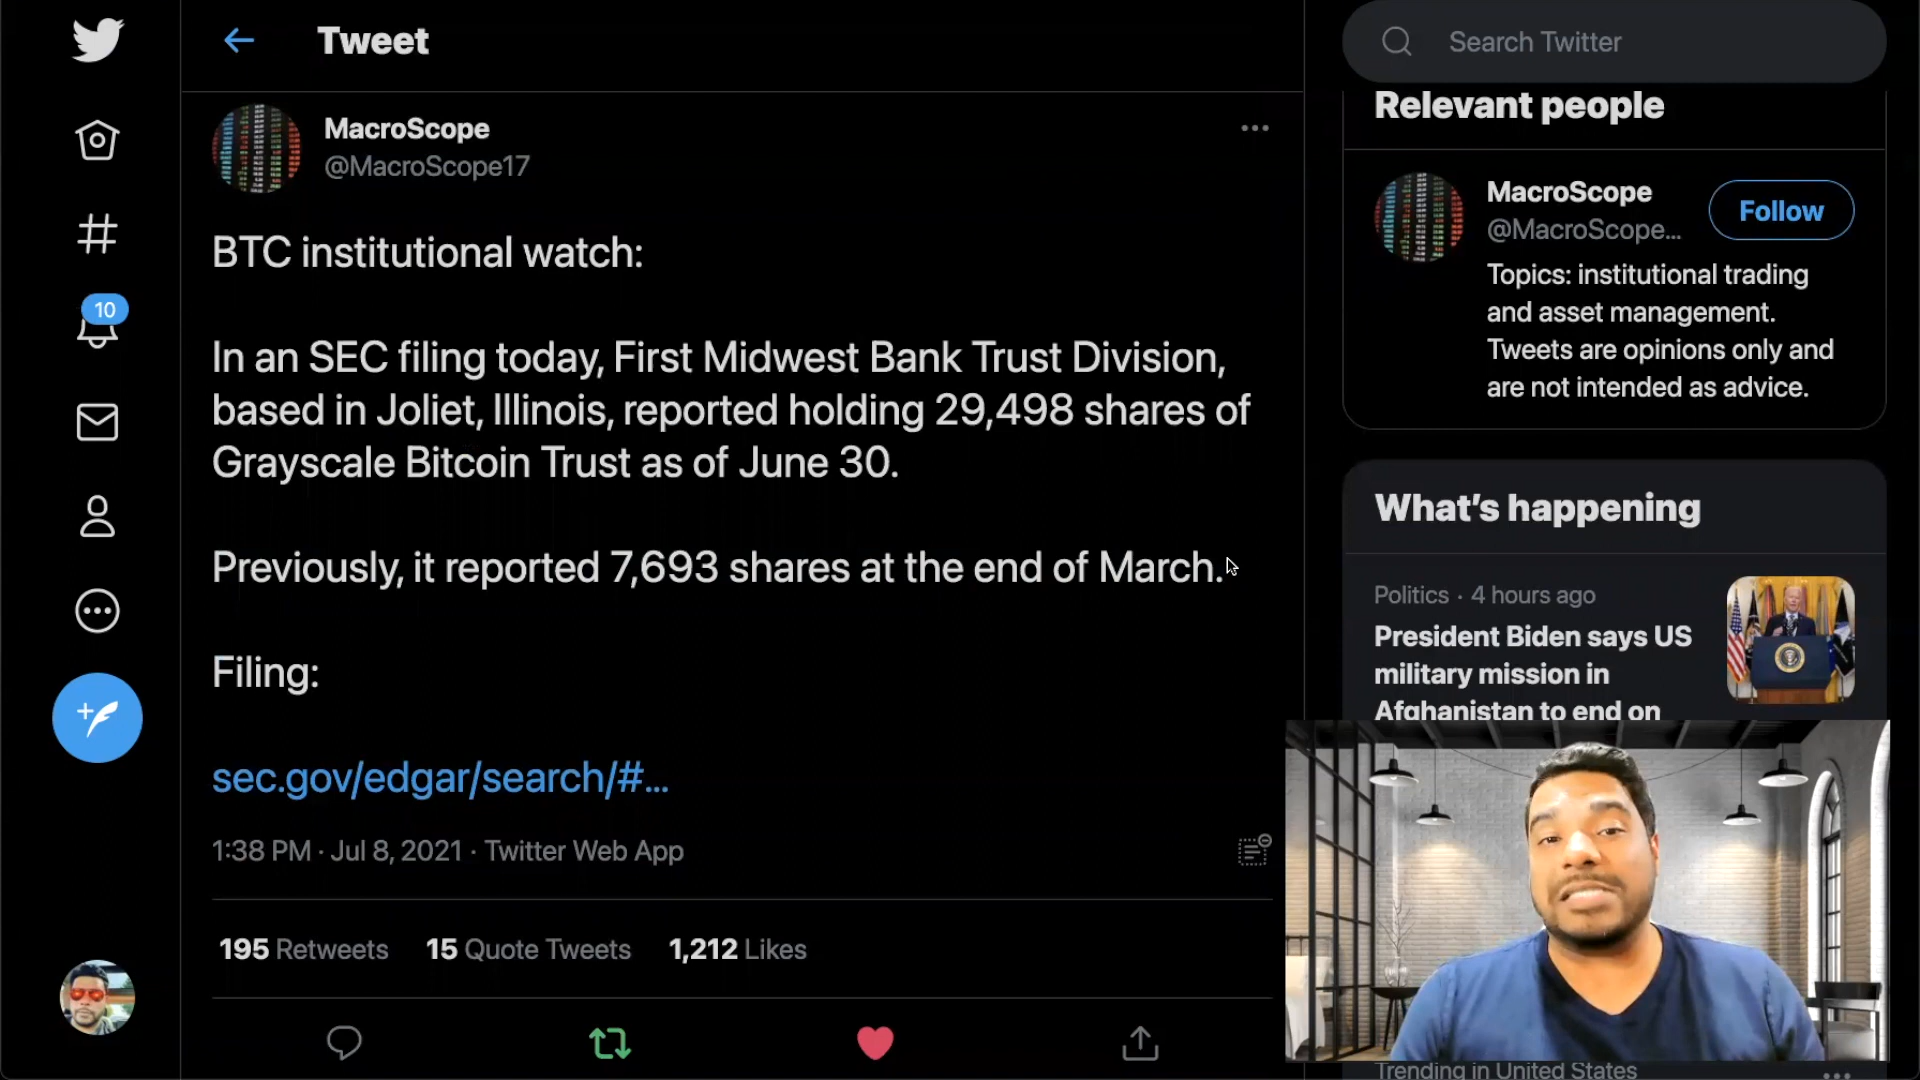 Tweet
Search Twitter
MacroScope
@MacroScope17
BTC institutional watch:
In an SEC filing today, First Midwest Bank Trust Division,
based in Joliet, Illinois, reported holding 29,498 shares of
Grayscale Bitcoin Trust as of June 30.
Previously, it reported 7,693 shares at the end of March.
Filing:
sec.gov/edgar/search/#...
1:38 PM · Jul 8, 2021 · Twitter Web App
195 Retweets 15 Quote Tweets 1,212 Likes
10
Relevant people
MacroScope
@MacroScope...
Follow
Topics: institutional trading
and asset management.
Tweets are opinions only and
are not intended as advice.
What's happening
Politics · 4 hours ago
President Biden says US
military mission in
Afghanistan to end on
Trending in United States